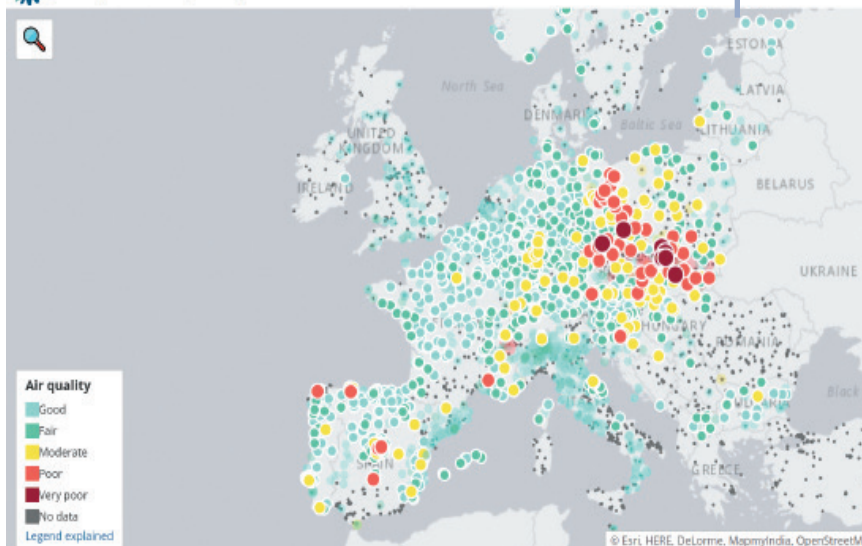 North Sea
ESTONIA
LATVIA
DENMARK
Baltic Sea
LITHUANIA
UNITED
KINGDOM
IRELAND
BELARUS
UKRAINE
HUNGARY
ROMANIA
Black
SPAIN
GREECE
Air quality
Good
Fair
Moderate
Poor
Very poor
No data
Legend explained
© Esri, HERE, DeLorme, MapmyIndia, OpenStreetM